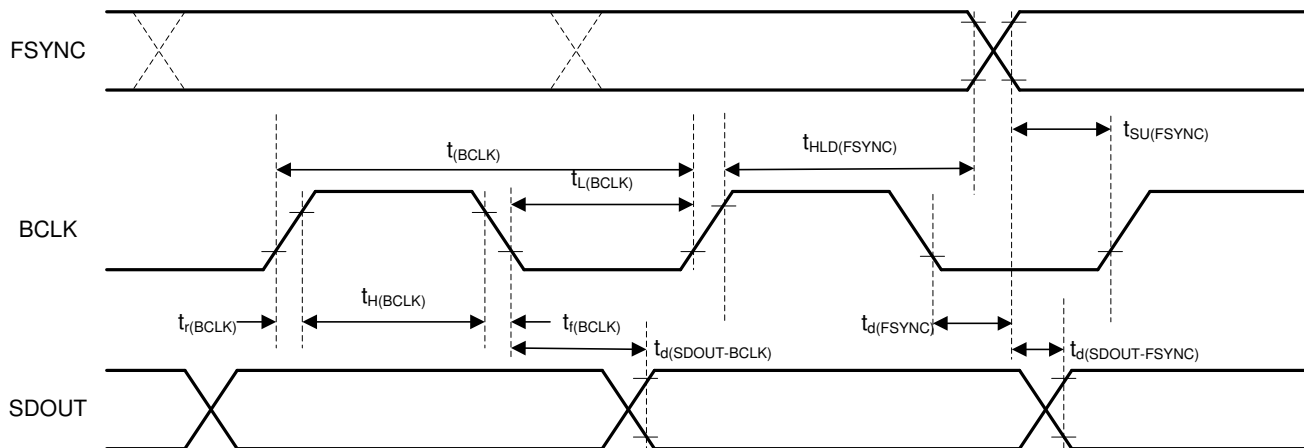 FSYNC
t(BCLK)
tL(BCLK)
tHLD(FSYNC)
tSU(FSYNC)
BCLK
tr(BCLK)
tH(BCLK)
tf(BCLK)
td(FSYNC)
td(SDOUT-BCLK)
td(SDOUT-FSYNC)
SDOUT